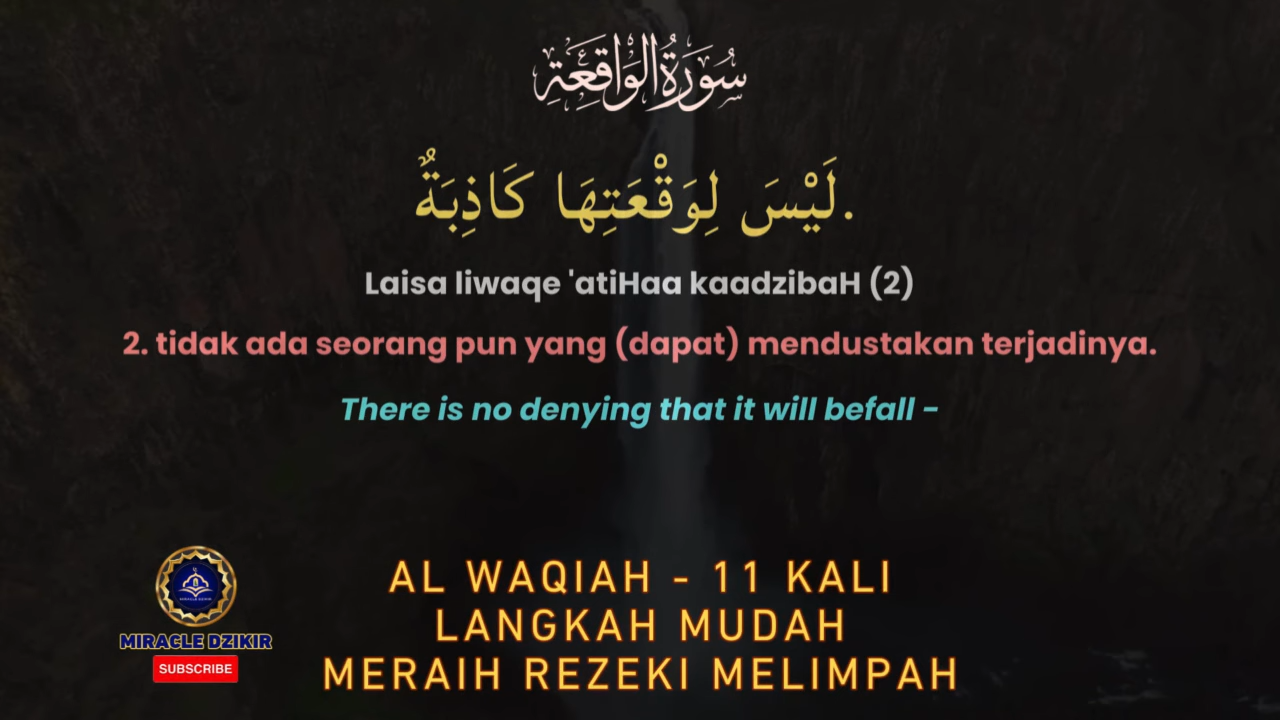 سُورَةُ الوَاقِعَةِ
لَيْسَ لِوَقْعَتِهَا كَاذِبَةٌ.
Laisa liwaqe 'atiHaa kaadzibaH (2)
2. tidak ada seorang pun yang (dapat) mendustakan terjadinya.
There is no denying that it will befall -
AL WAQIAH - 11 KALI
LANGKAH MUDAH
MERAIH REZEKI MELIMPAH
MIRACLE DZIKIR
SUBSCRIBE